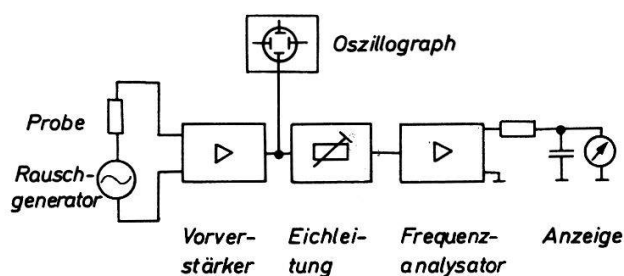 Oszillograph
Probe
Rausch-
generator
Vorver-
stärker
Eichlei-
tung
Frequenz-
analysator
Anzeige